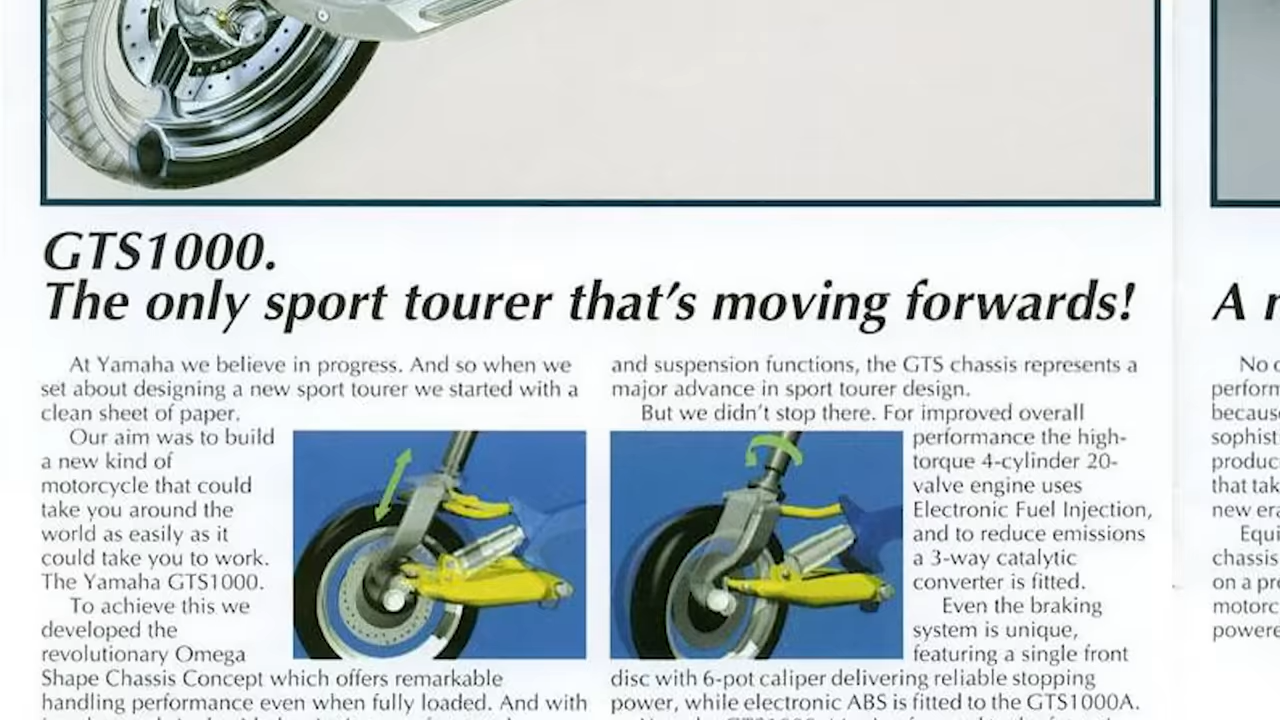 GTS1000.
The only sport tourer that's moving forwards!
At Yamaha we believe in progress. And so when we
set about designing a new sport tourer we started with a
clean sheet of paper.
Our aim was to build
a new kind of
motorcycle that could
take you around the
world as easily as it
could take you to work.
The Yamaha GTS1000.
To achieve this we
developed the
revolutionary Omega
Shape Chassis Concept which offers remarkable
handling performance even when fully loaded. And with
and suspension functions, the GTS chassis represents a
major advance in sport tourer design.
But we didn't stop there. For improved overall
performance the high-
torque 4-cylinder 20-
valve engine uses
Electronic Fuel Injection,
and to reduce emissions
a 3-way catalytic
converter is fitted.
Even the braking
system is unique,
featuring a single front
disc with 6-pot caliper delivering reliable stopping
power, while electronic ABS is fitted to the GTS1000A.
A
No
perform
because
sophist
produc
that tak
new era
Equi
chassis
on a pr
motorc
powere